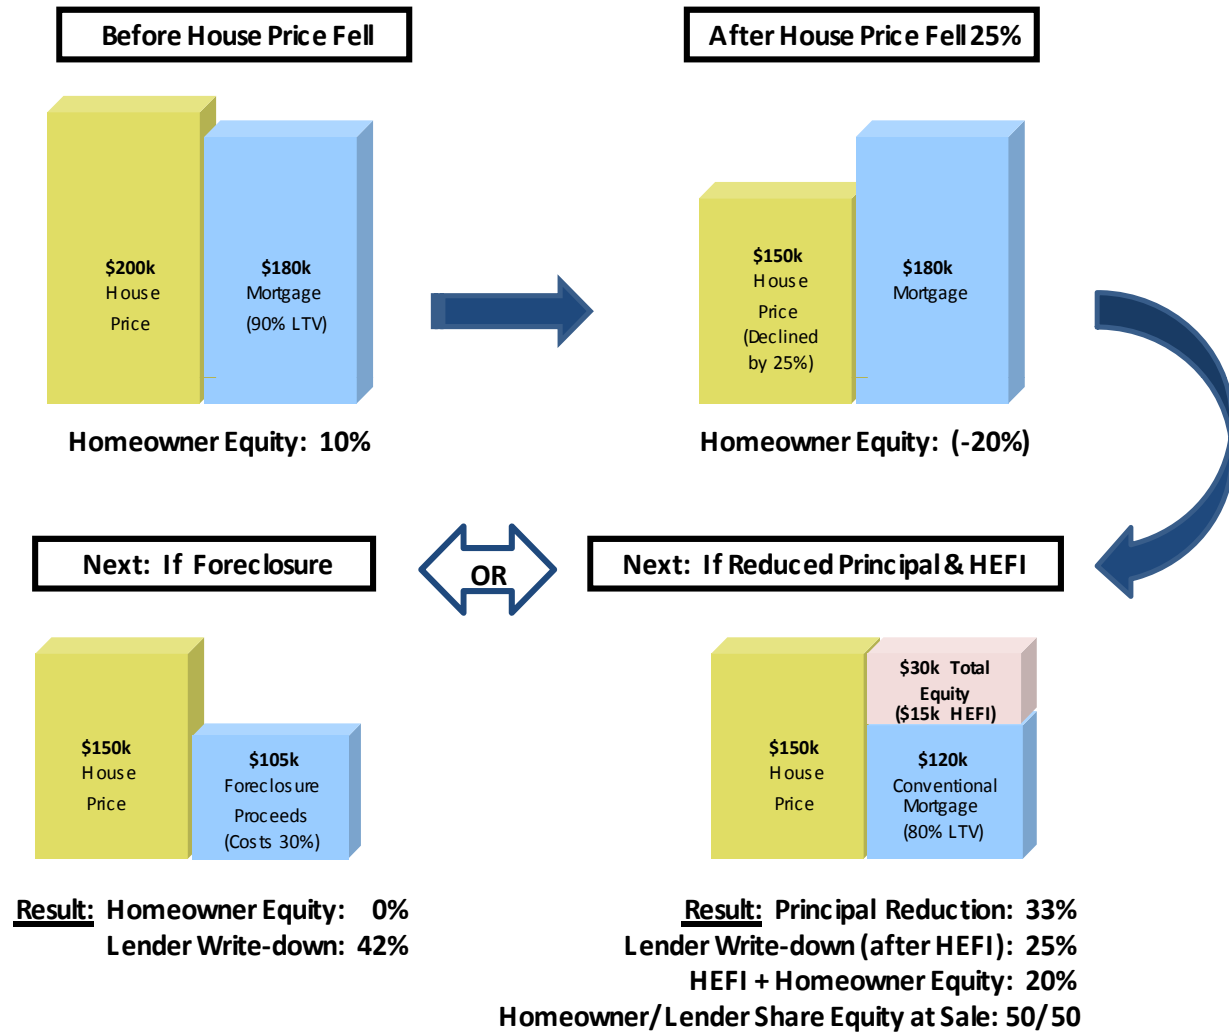 Before House Price Fell
After House Price Fell 25%
$200k
House
Price
$180k
Mortgage
(90% LTV)
$150k
House
Price
(Declined
by 25%)
$180k
Mortgage
Homeowner Equity: 10%
Homeowner Equity: (-20%)
Next: If Foreclosure
OR
Next: If Reduced Principal & HEFI
$150k
House
Price
$105k
Foreclosure
Proceeds
(Costs 30%)
$150k
House
Price
$30k Total
Equity
($15k HEFI)
$120k
Conventional
Mortgage
(80% LTV)
Result: Homeowner Equity: 0%
Lender Write-down: 42%
Result: Principal Reduction: 33%
Lender Write-down (after HEFI): 25%
HEFI + Homeowner Equity: 20%
Homeowner/Lender Share Equity at Sale: 50/50